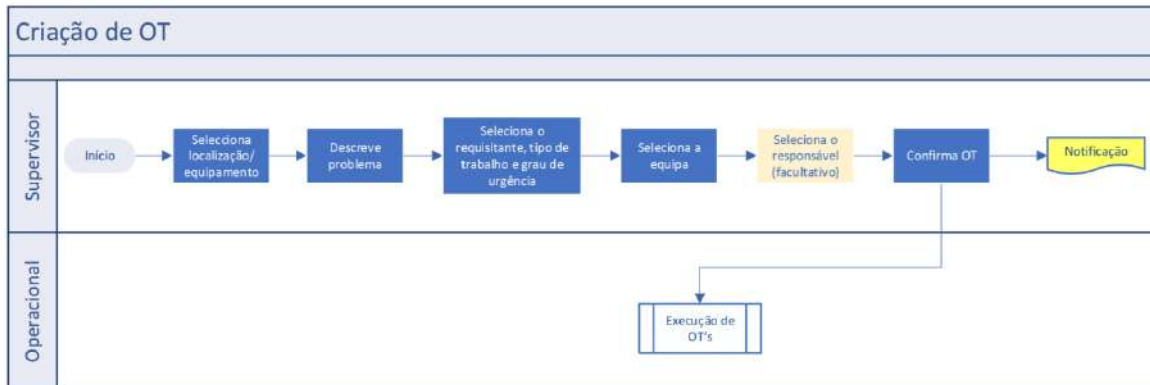 Criação de OT
Supervisor
Início
Selecciona
localização/
equipamento
Descreve
problema
Seleciona o
requisitante, tipo de
trabalho e grau de
urgência
Seleciona a
equipa
Seleciona o
responsável
(facultativo)
Confirma OT
Notificação
Operacional
Execução de
OT's